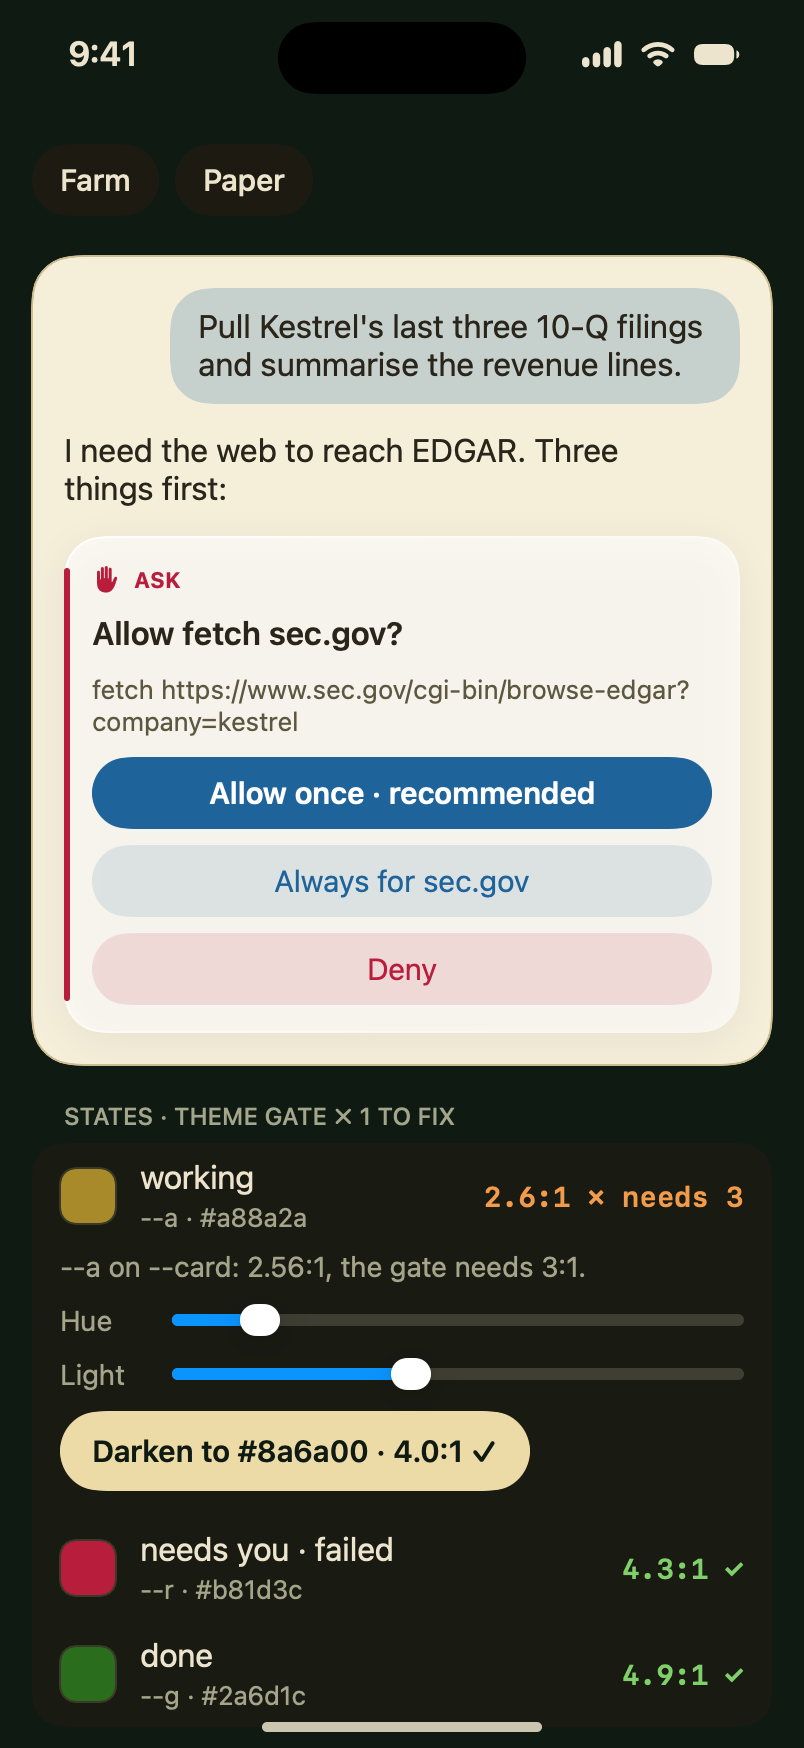 9:41
Farm
Paper
Pull Kestrel's last three 10-Q filings
and summarise the revenue lines.
I need the web to reach EDGAR. Three
things first:
ASK
Allow fetch sec.gov?
fetch https://www.sec.gov/cgi-bin/browse-edgar?
company=kestrel
Allow once · recommended
Always for sec.gov
Deny
STATES · THEME GATE ✕ 1 TO FIX
working
2.6:1 × needs 3
--a · #a88a2a
--a on --card: 2.56:1, the gate needs 3:1.
Hue
Light
Darken to #8a6a00 · 4.0:1 ✓
needs you · failed
4.3:1 ✓
--r · #b81d3c
done
4.9:1 ✓
--g · #2a6d1c